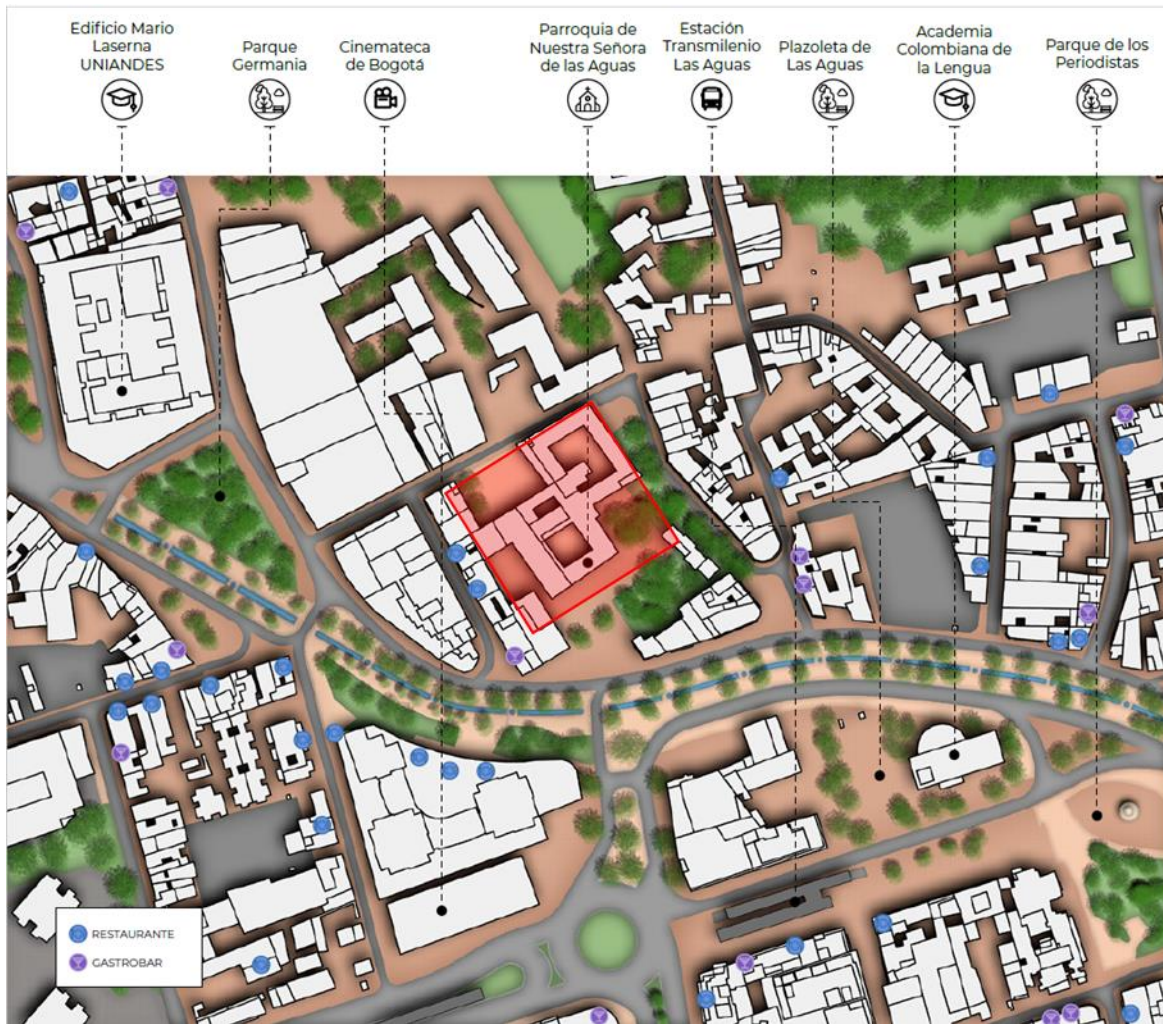 Edificio Mario
Laserna
UNIANDES
Parque
Germania
Cinemateca
de Bogotá
Parroquia de
Nuestra Señora
de las Aguas
Estación
Transmilenio
Las Aguas
Plazoleta de
Las Aguas
Academia
Colombiana de
la Lengua
Parque de los
Periodistas
RESTAURANTE
GASTROBAR